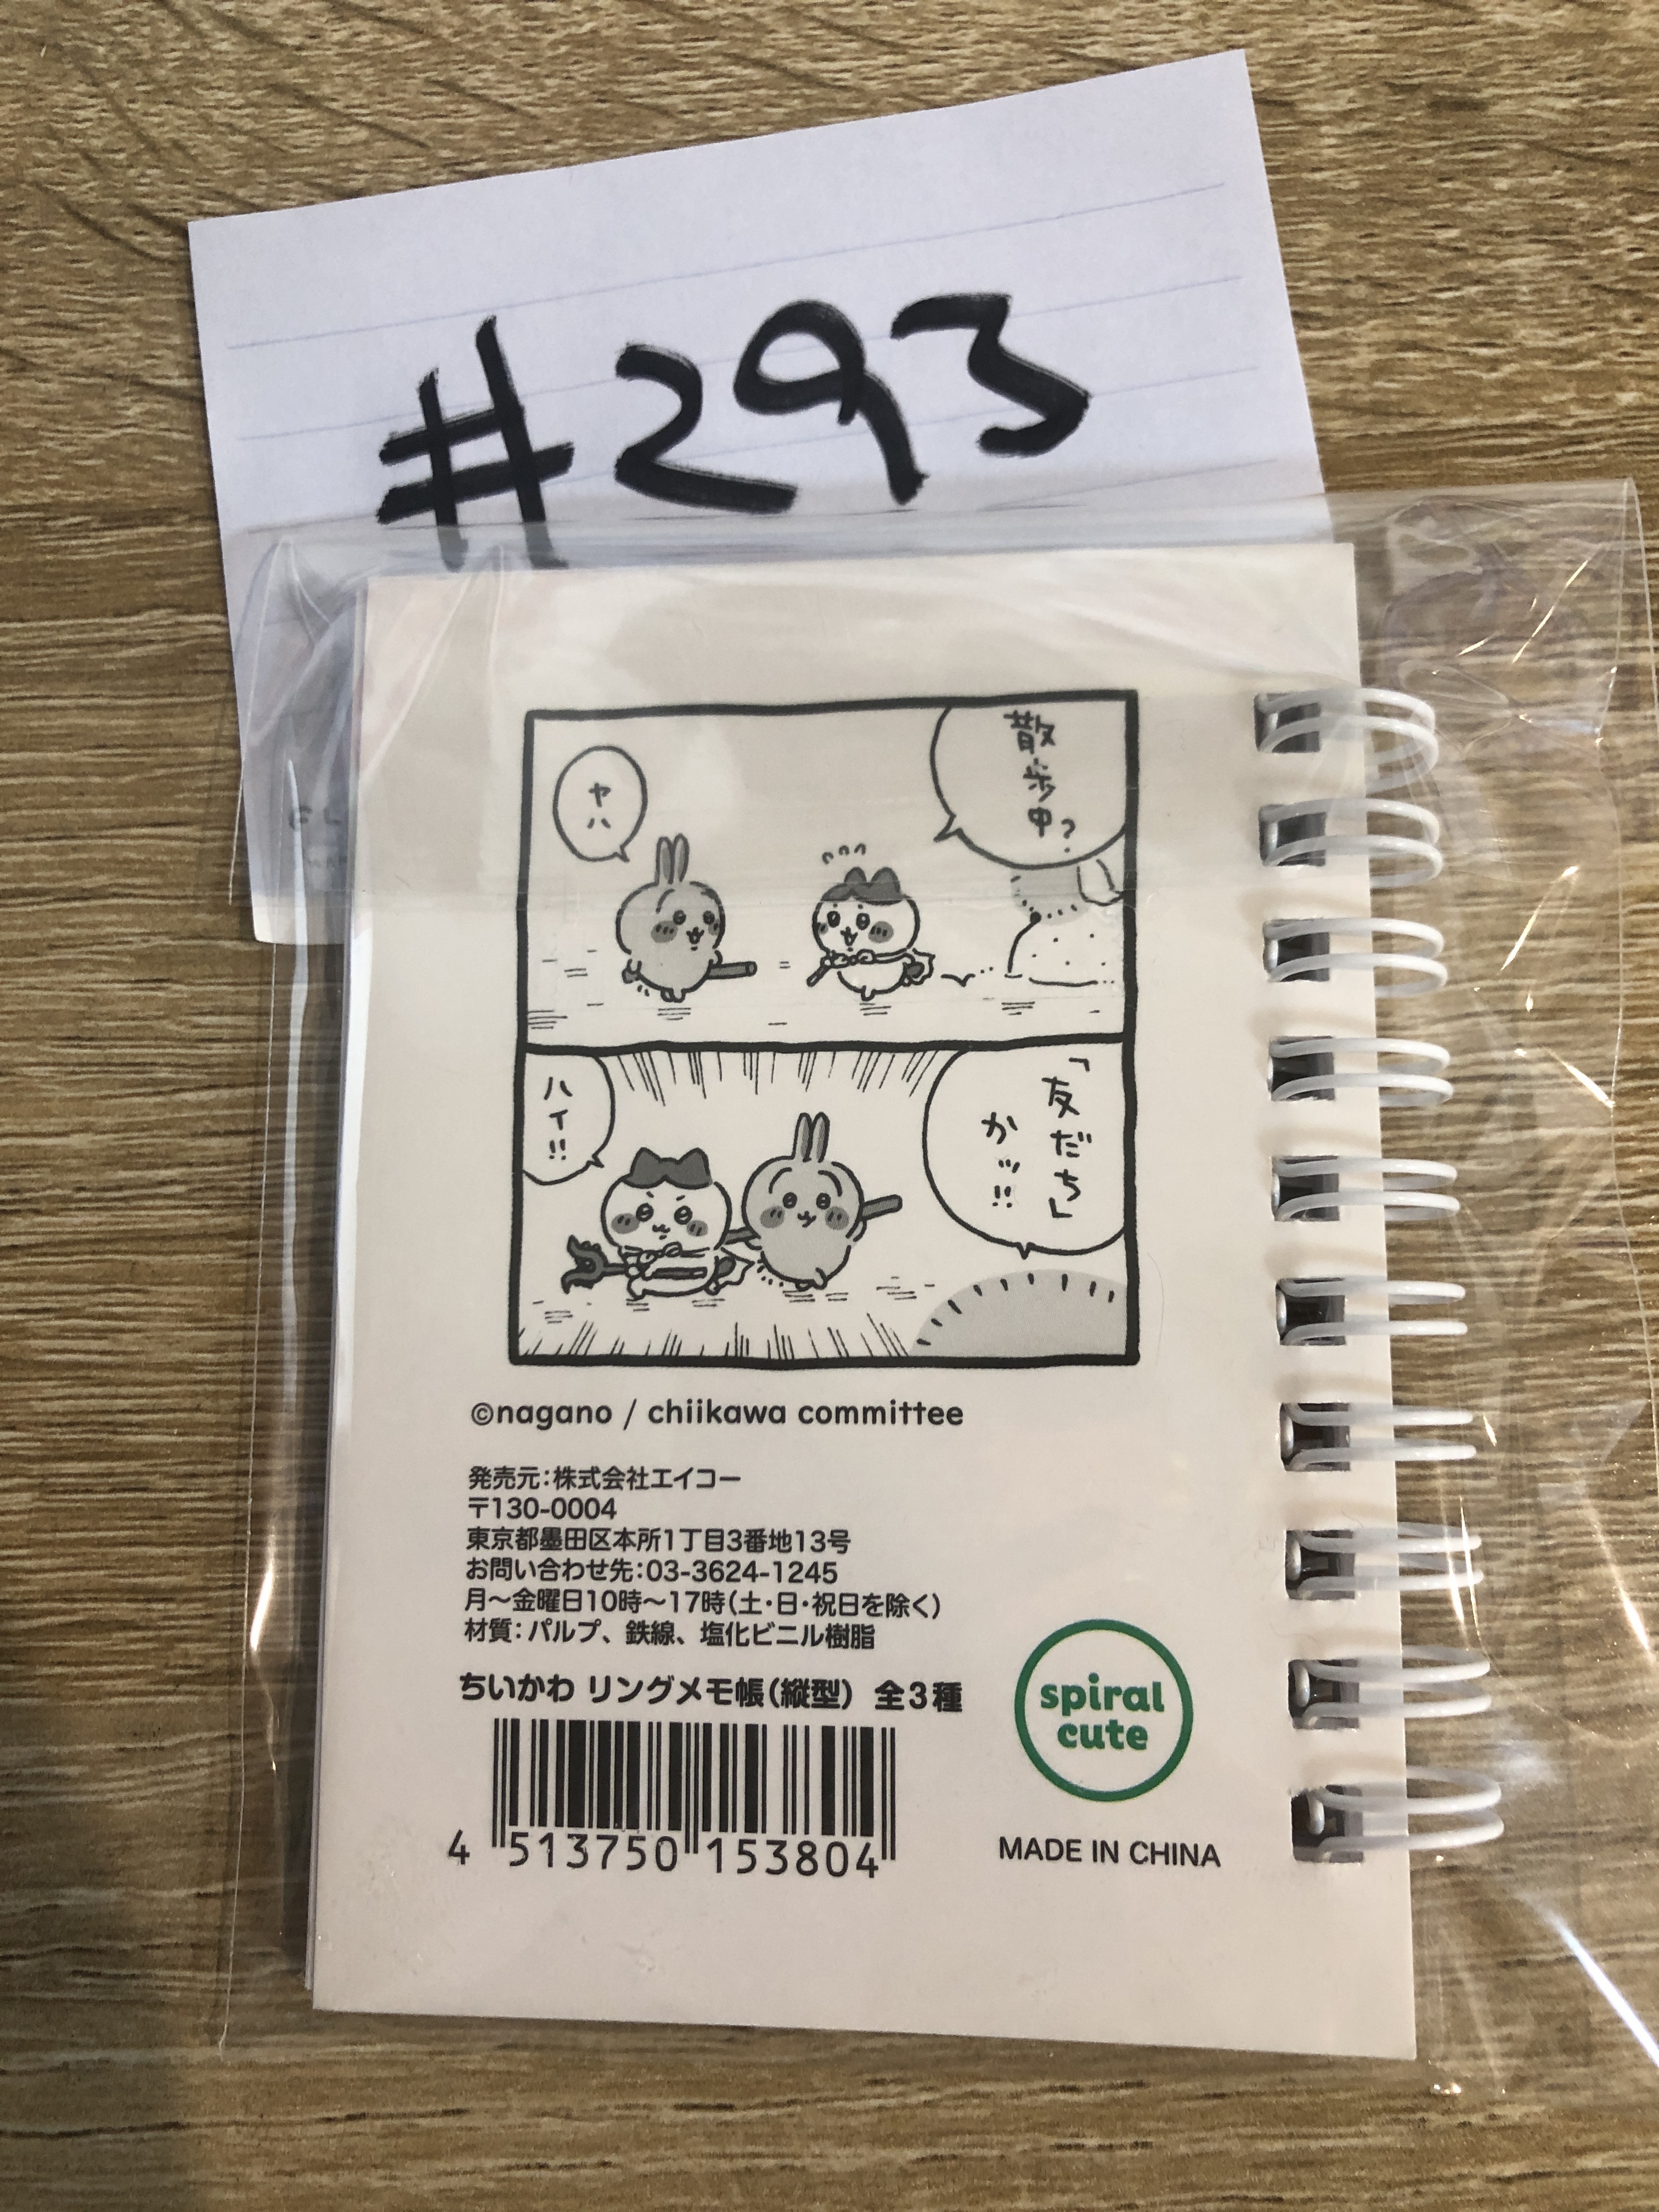 #293
散歩中?
ヤハ
「友だち」
かッ!!
ハイ!!
©nagano / chiikawa committee
発売元:株式会社エイコー
〒130-0004
東京都墨田区本所1丁目3番地13号
お問い合わせ先:03-3624-1245
月〜金曜日10時〜17時(土・日・祝日を除く)
材質:パルプ、鉄線、塩化ビニル樹脂
ちいかわ リングメモ帳(縦型) 全3種
spiral
cute
4 513750 153804
MADE IN CHINA